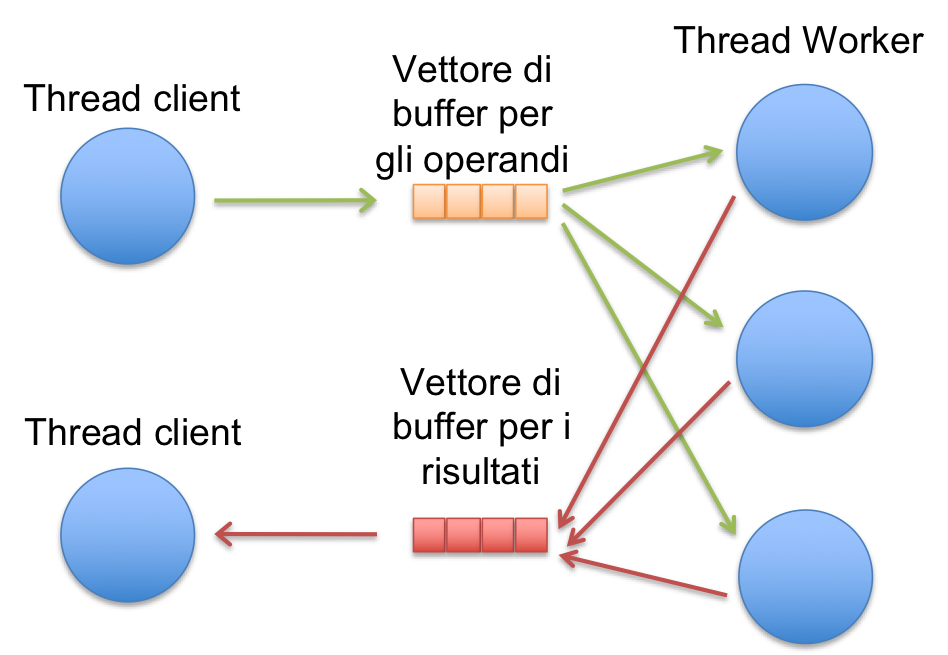 Thread Worker
Vettore di
buffer per
gli operandi
Thread client
Vettore di
buffer per i
risultati
Thread client